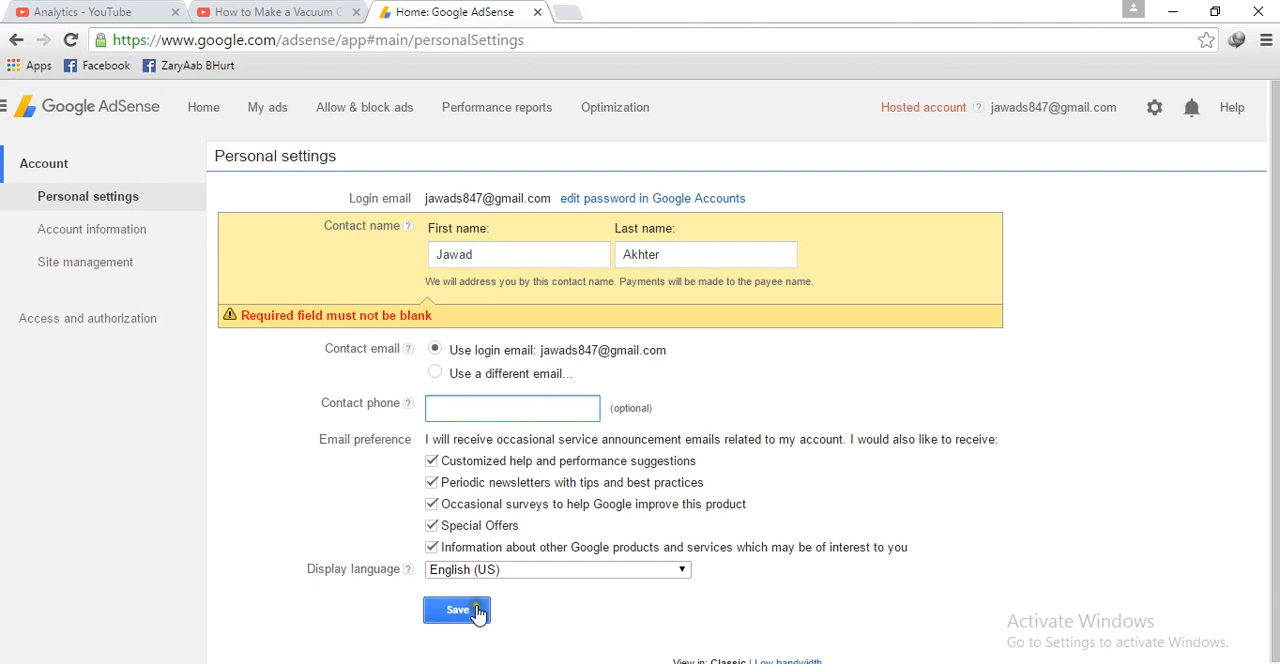 Analytics - YouTube
How to Make a Vacuum C
Home: Google AdSense
https://www.google.com/adsense/app#main/personalSettings
Apps Facebook ZaryAab BHurt
Google AdSense Home My ads Allow & block ads Performance reports Optimization Hosted account ? jawads847@gmail.com Help
Account
Personal settings
Account information
Site management
Access and authorization
Personal settings
Login email jawads847@gmail.com edit password in Google Accounts
Contact name ? First name: Last name:
Jawad Akhter
We will address you by this contact name. Payments will be made to the payee name.
Required field must not be blank
Contact email ? Use login email: jawads847@gmail.com
Use a different email...
Contact phone ? (optional)
Email preference I will receive occasional service announcement emails related to my account. I would also like to receive:
Customized help and performance suggestions
Periodic newsletters with tips and best practices
Occasional surveys to help Google improve this product
Special Offers
Information about other Google products and services which may be of interest to you
Display language ? English (US)
Save
Activate Windows
Go to Settings to activate Windows.
View in: Classic | Low bandwidth